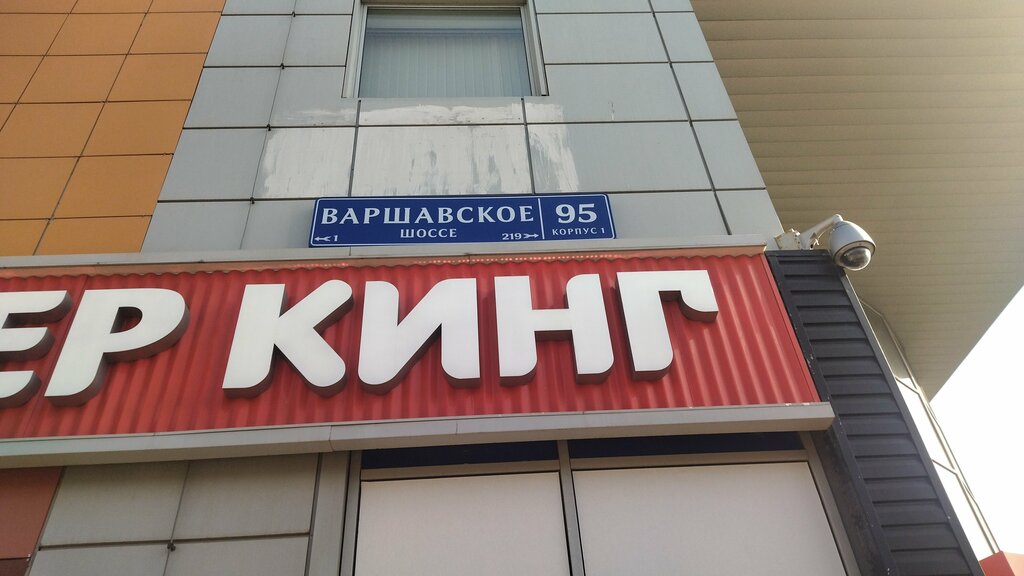 ВАРШАВСКОЕ 95
ШОССЕ КОРПУС 1
1 219
ЕР КИНГ